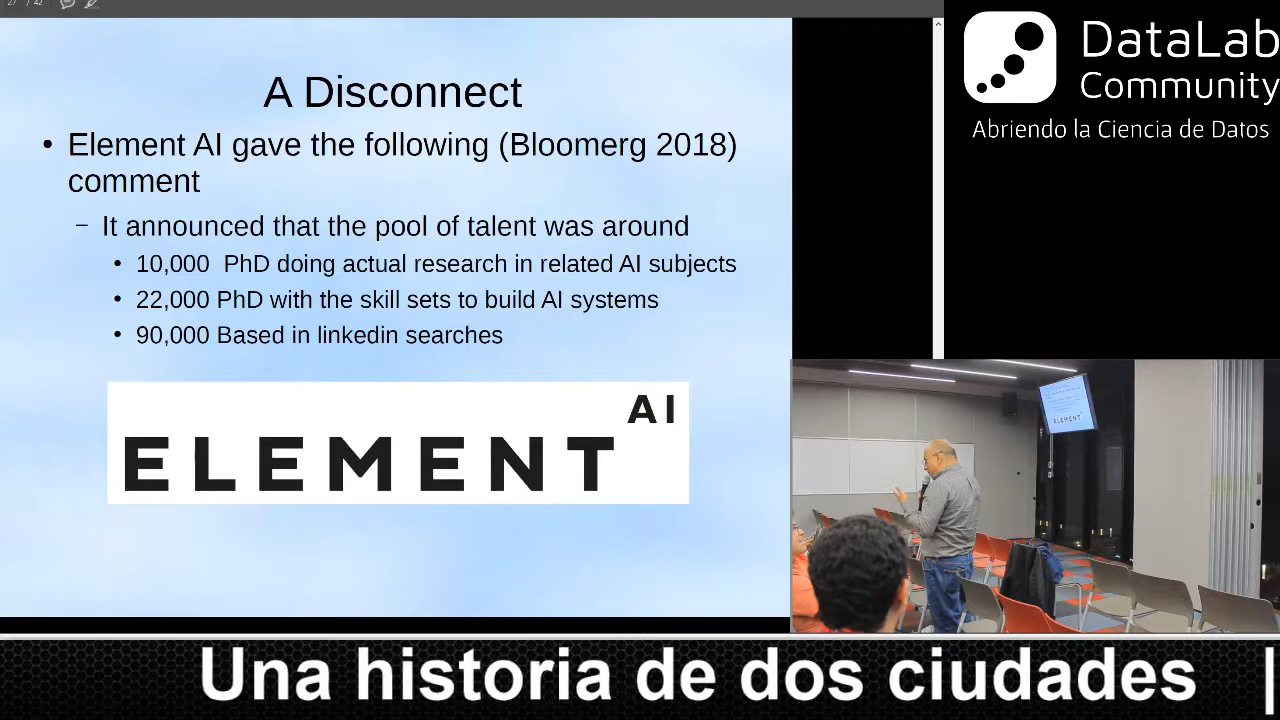 27 / 42
A Disconnect
• Element AI gave the following (Bloomerg 2018)
comment
– It announced that the pool of talent was around
• 10,000 PhD doing actual research in related AI subjects
• 22,000 PhD with the skill sets to build AI systems
• 90,000 Based in linkedin searches
ELEMENT AI
DataLab
Community
Abriendo la Ciencia de Datos
ELEMENT
Una historia de dos ciudades |